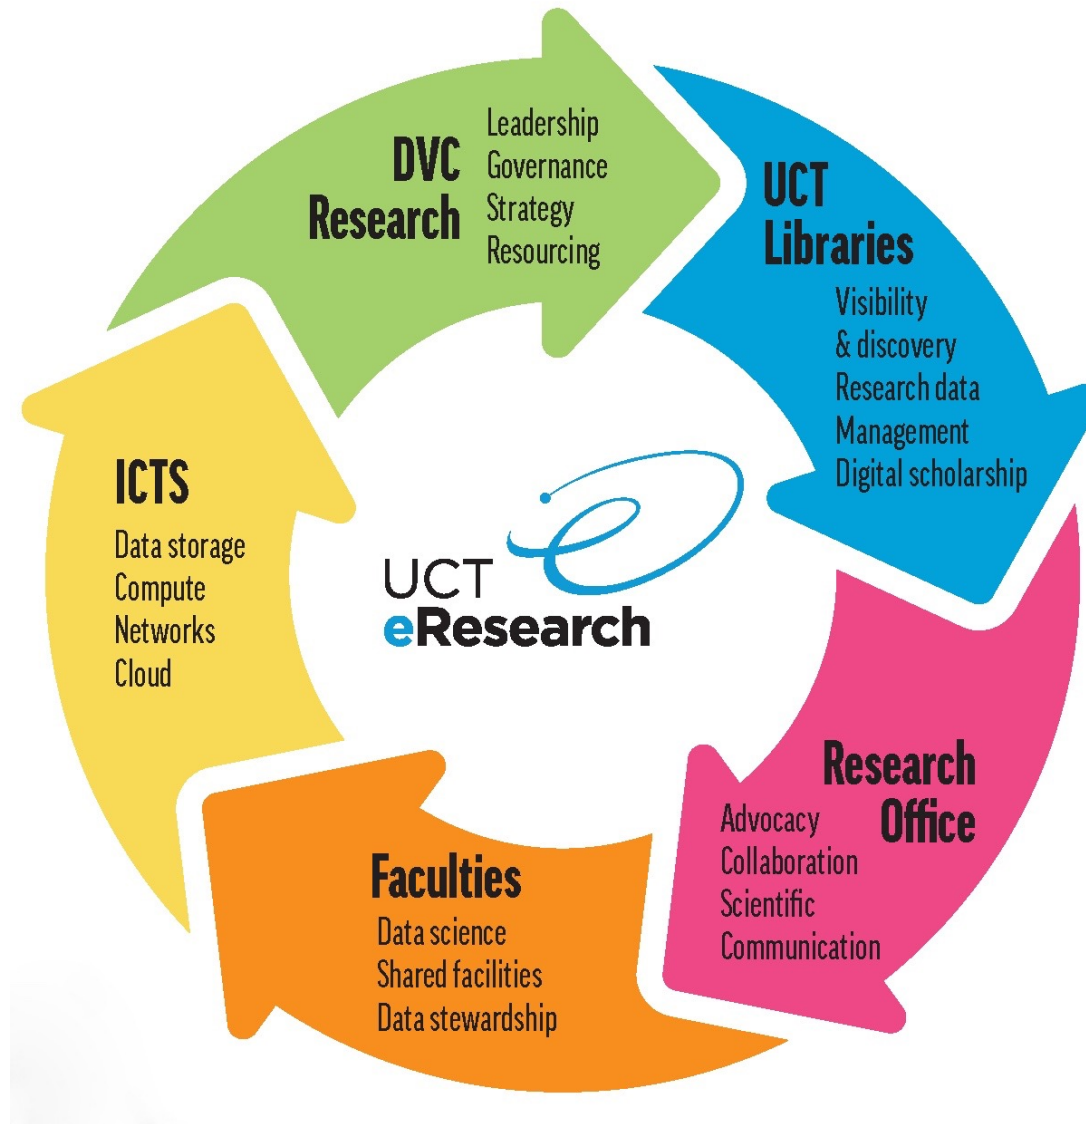 DVC
Research
Leadership
Governance
Strategy
Resourcing
UCT
Libraries
Visibility
& discovery
Research data
Management
Digital scholarship
Research
Office
Advocacy
Collaboration
Scientific
Communication
Faculties
Data science
Shared facilities
Data stewardship
ICTS
Data storage
Compute
Networks
Cloud
UCT
eResearch